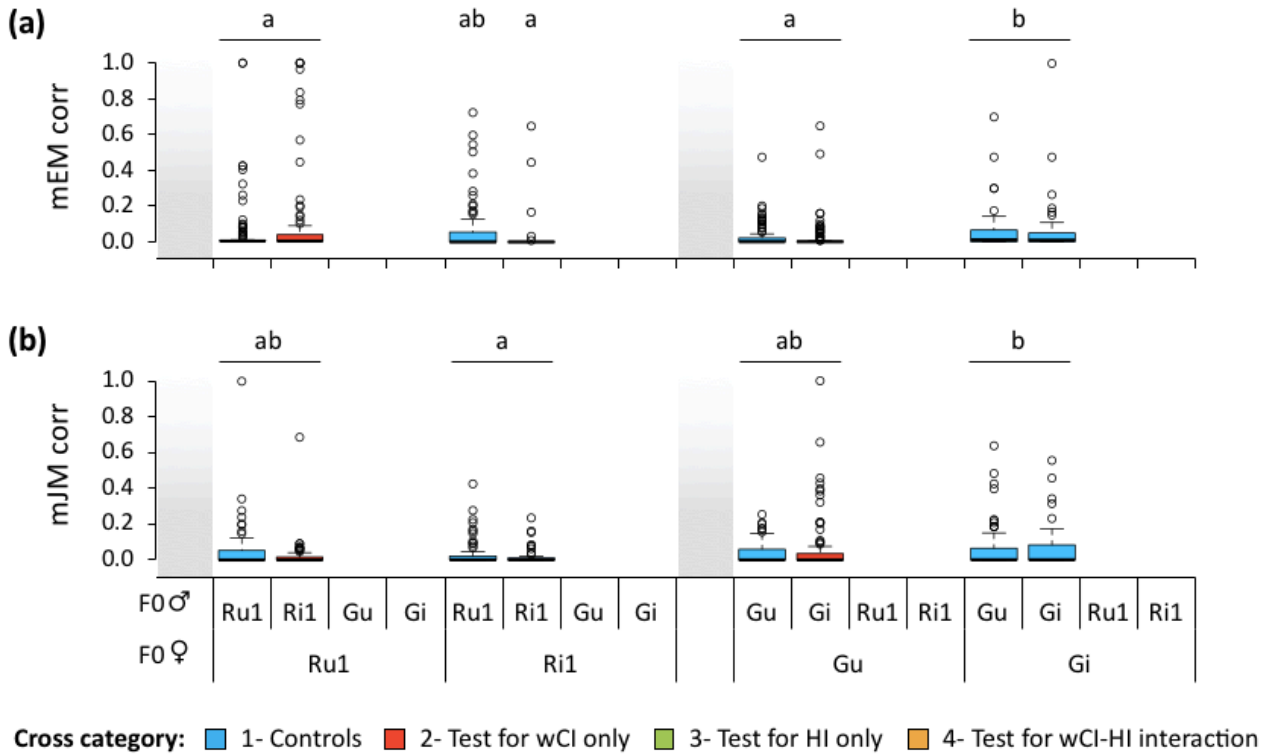 (a)
a
ab
a
a
b
mEM corr
1.0
0.8
0.6
0.4
0.2
0.0
(b)
ab
a
ab
b
mJM corr
1.0
0.8
0.6
0.4
0.2
0.0
F0♂ Ru1 Ri1 Gu Gi Ru1 Ri1 Gu Gi Gu Gi Ru1 Ri1 Gu Gi Ru1 Ri1
F0♀ Ru1 Ri1 Gu Gi
Cross category: 1- Controls 2- Test for wCI only 3- Test for HI only 4- Test for wCI-HI interaction